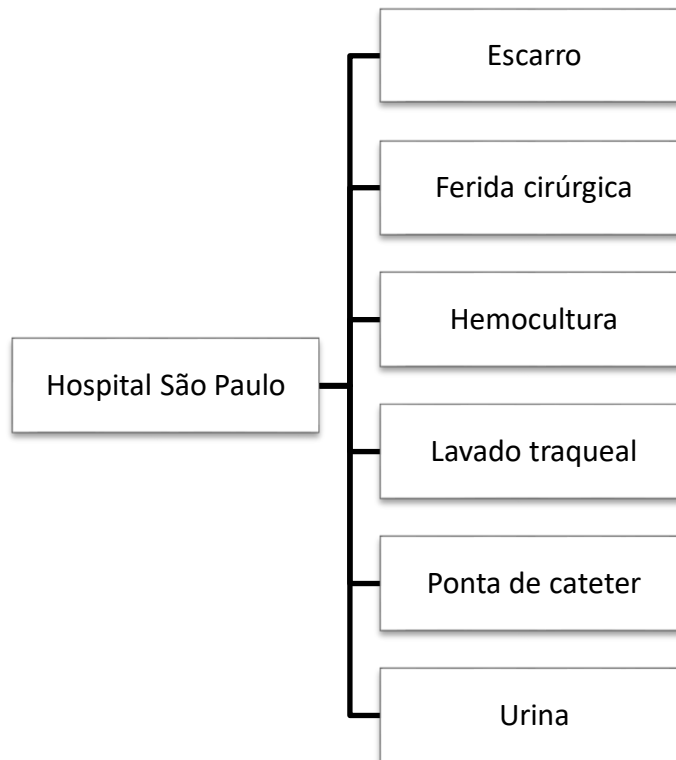 Escarro
Ferida cirúrgica
Hemocultura
Hospital São Paulo
Lavado traqueal
Ponta de cateter
Urina